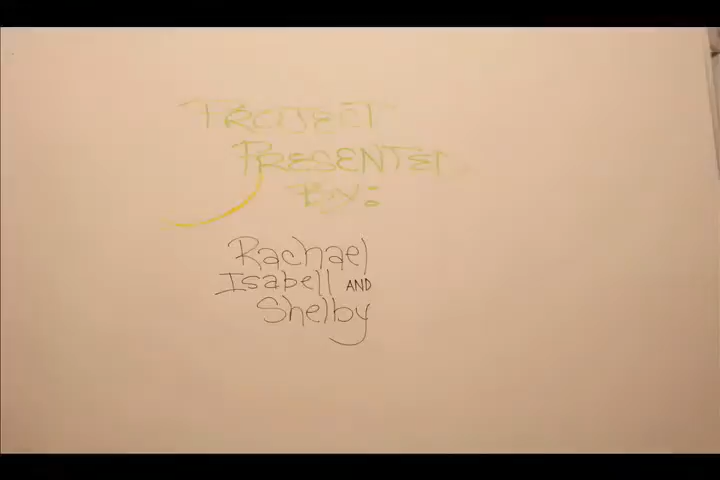 PROJECT
PRESENTED
BY:
Rachael
Isabell AND
Shelby